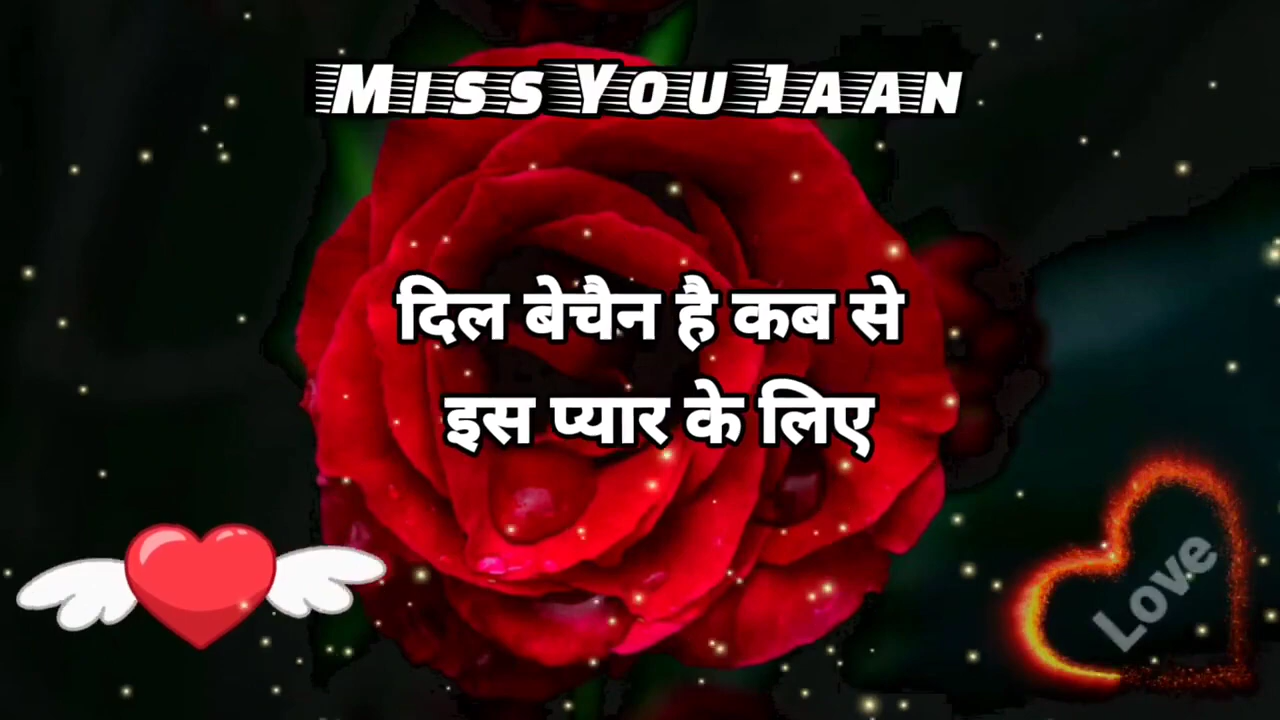 Miss You Jaan
दिल बेचैन है कब से
इस प्यार के लिए
Love